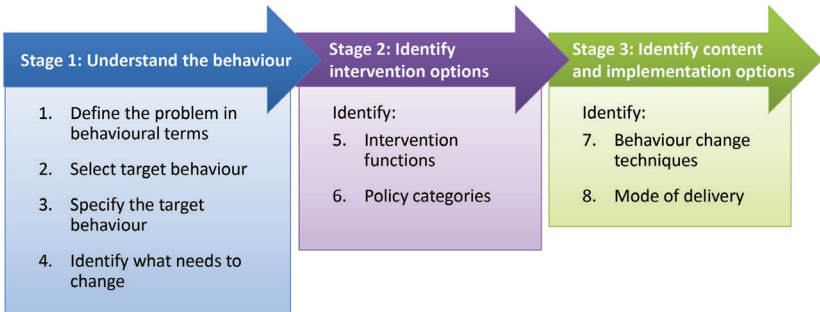 Stage 1: Understand the behaviour
1. Define the problem in
behavioural terms
2. Select target behaviour
3. Specify the target
behaviour
4. Identify what needs to
change
Stage 2: Identify
intervention options
Identify:
5. Intervention
functions
6. Policy categories
Stage 3: Identify content
and implementation options
Identify:
7. Behaviour change
techniques
8. Mode of delivery